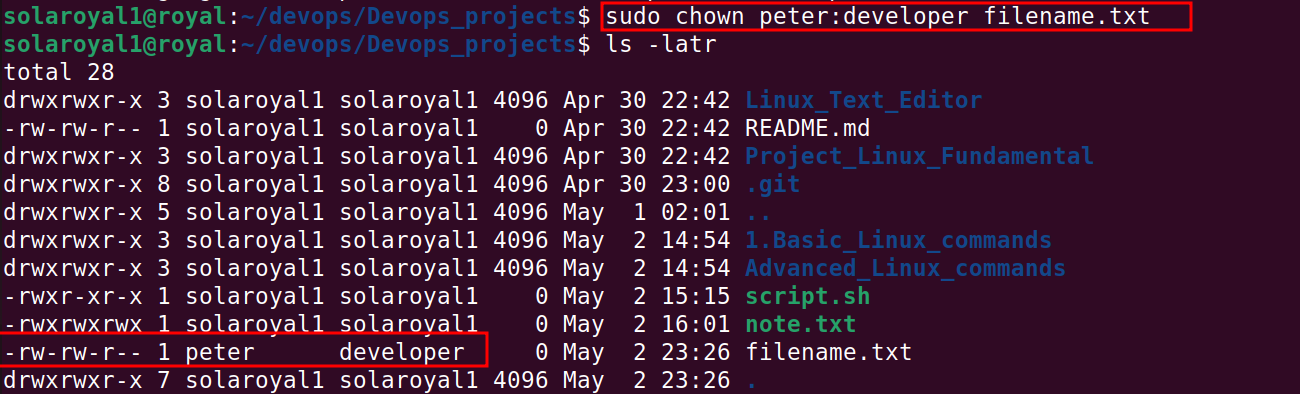 solaroyal1@royal:~/devops/Devops_projects$ sudo chown peter:developer filename.txt
solaroyal1@royal:~/devops/Devops_projects$ ls -latr
total 28
drwxrwxr-x 3 solaroyal1 solaroyal1 4096 Apr 30 22:42 Linux_Text_Editor
-rw-rw-r-- 1 solaroyal1 solaroyal1    0 Apr 30 22:42 README.md
drwxrwxr-x 3 solaroyal1 solaroyal1 4096 Apr 30 22:42 Project_Linux_Fundamental
drwxrwxr-x 8 solaroyal1 solaroyal1 4096 Apr 30 23:00 .git
drwxrwxr-x 5 solaroyal1 solaroyal1 4096 May  1 02:01 ..
drwxrwxr-x 3 solaroyal1 solaroyal1 4096 May  2 14:54 1.Basic_Linux_commands
drwxrwxr-x 3 solaroyal1 solaroyal1 4096 May  2 14:54 Advanced_Linux_commands
-rwxr-xr-x 1 solaroyal1 solaroyal1    0 May  2 15:15 script.sh
-rwxrwxrwx 1 solaroyal1 solaroyal1    0 May  2 16:01 note.txt
-rw-rw-r-- 1 peter      developer     0 May  2 23:26 filename.txt
drwxrwxr-x 7 solaroyal1 solaroyal1 4096 May  2 23:26 .